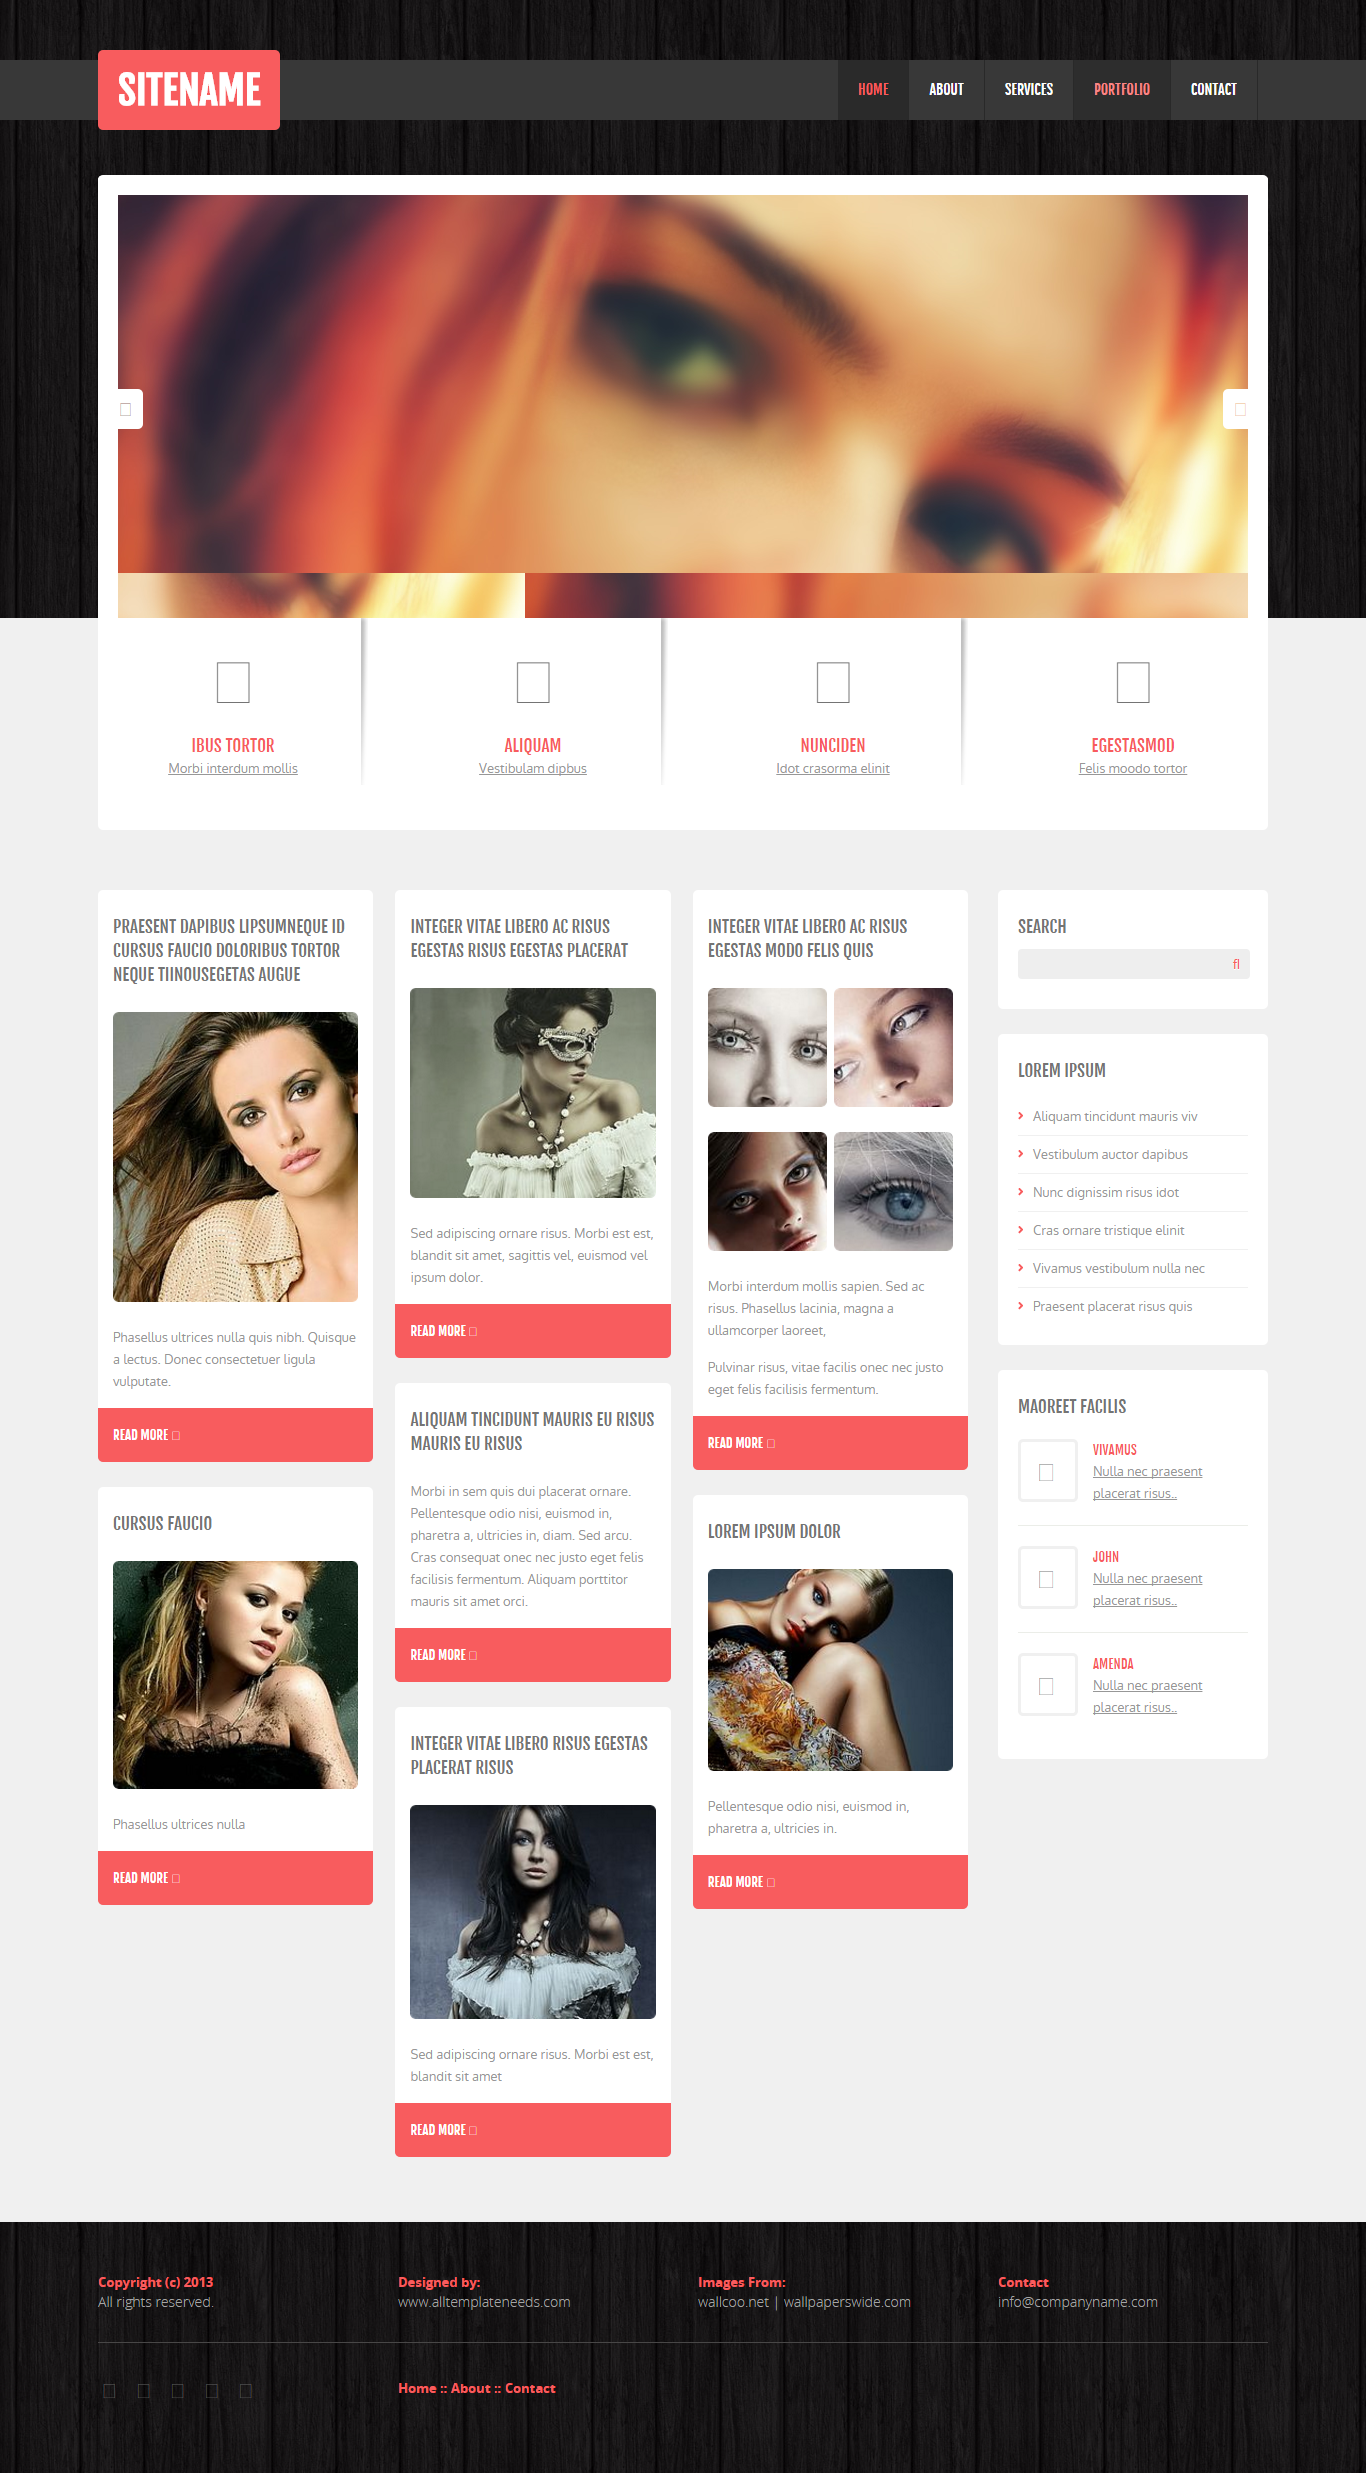 SITENAME
HOME ABOUT SERVICES PORTFOLIO CONTACT
IBUS TORTOR
Morbi interdum mollis
ALIQUAM
Vestibulam dipbus
NUNCIDEN
Idot crasorma elinit
EGESTASMOD
Felis moodo tortor
PRAESENT DAPIBUS LIPSUMNEQUE ID
CURSUS FAUCIO DOLORIBUS TORTOR
NEQUE TIINOUSEGETAS AUGUE
Phasellus ultrices nulla quis nibh. Quisque
a lectus. Donec consectetuer ligula
vulputate.
READ MORE
CURSUS FAUCIO
Phasellus ultrices nulla
READ MORE
INTEGER VITAE LIBERO AC RISUS
EGESTAS RISUS EGESTAS PLACERAT
Sed adipiscing ornare risus. Morbi est est,
blandit sit amet, sagittis vel, euismod vel
ipsum dolor.
READ MORE
ALIQUAM TINCIDUNT MAURIS EU RISUS
MAURIS EU RISUS
Morbi in sem quis dui placerat ornare.
Pellentesque odio nisi, euismod in,
pharetra a, ultricies in, diam. Sed arcu.
Cras consequat onec nec justo eget felis
facilisis fermentum. Aliquam porttitor
mauris sit amet orci.
READ MORE
INTEGER VITAE LIBERO RISUS EGESTAS
PLACERAT RISUS
Sed adipiscing ornare risus. Morbi est est,
blandit sit amet
READ MORE
INTEGER VITAE LIBERO AC RISUS
EGESTAS MODO FELIS QUIS
Morbi interdum mollis sapien. Sed ac
risus. Phasellus lacinia, magna a
ullamcorper laoreet,
Pulvinar risus, vitae facilis onec nec justo
eget felis facilisis fermentum.
READ MORE
LOREM IPSUM DOLOR
Pellentesque odio nisi, euismod in,
pharetra a, ultricies in.
READ MORE
SEARCH
LOREM IPSUM
Aliquam tincidunt mauris viv
Vestibulum auctor dapibus
Nunc dignissim risus idot
Cras ornare tristique elinit
Vivamus vestibulum nulla nec
Praesent placerat risus quis
MAOREET FACILIS
VIVAMUS
Nulla nec praesent
placerat risus..
JOHN
Nulla nec praesent
placerat risus..
AMENDA
Nulla nec praesent
placerat risus..
Copyright (c) 2013
All rights reserved.
Designed by:
www.alltemplateneeds.com
Images From:
wallcoo.net | wallpaperswide.com
Contact
info@companyname.com
Home :: About :: Contact